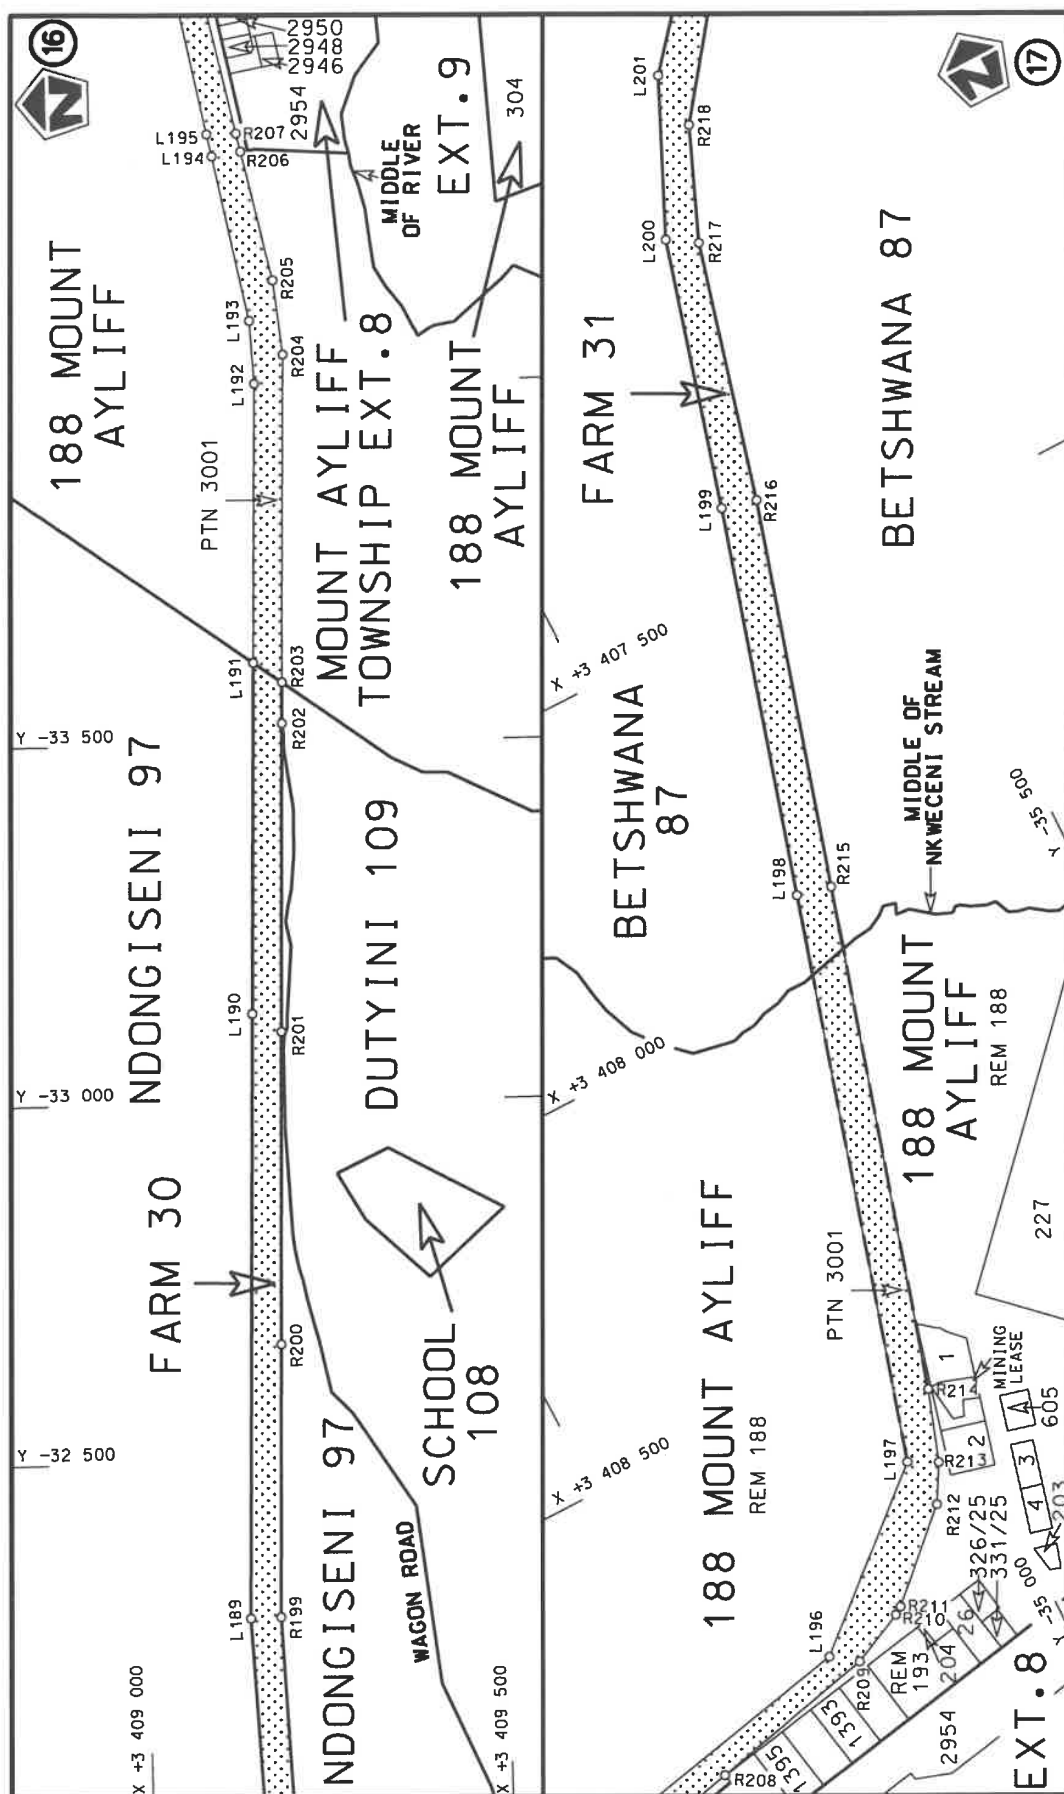 16
N
2950
2948
2946
2954
L195
L194
R207
R206
MIDDLE
OF RIVER
EXT.9
304
188 MOUNT
AYLIFF
L193
L192
R205
R204
PTN 3001
MOUNT AYLIFF
TOWNSHIP EXT.8
188 MOUNT
AYLIFF
L191
R203
R202
Y -33 500
NDONGISENI 97
DUTYINI 109
L190
R201
Y -33 000
FARM 30
SCHOOL
108
R200
Y -32 500
NDONGISENI 97
WAGON ROAD
L189
R199
X +3 409 000
X +3 409 500
17
N
L201
R218
L200
R217
BETSHWANA 87
FARM 31
L199
R216
X +3 407 500
BETSHWANA
87
MIDDLE OF
NKWECENI STREAM
Y -35 500
L198
R215
X +3 408 000
188 MOUNT
AYLIFF
REM 188
227
188 MOUNT AYLIFF
REM 188
PTN 3001
1
MINING
LEASE
R214
A
605
2
3
4
203
L197
R213
R212
X +3 408 500
326/25
331/25
Y -35 000
R211
R210
26
204
REM
193
L196
R209
1393
1395
R208
2954
EXT.8